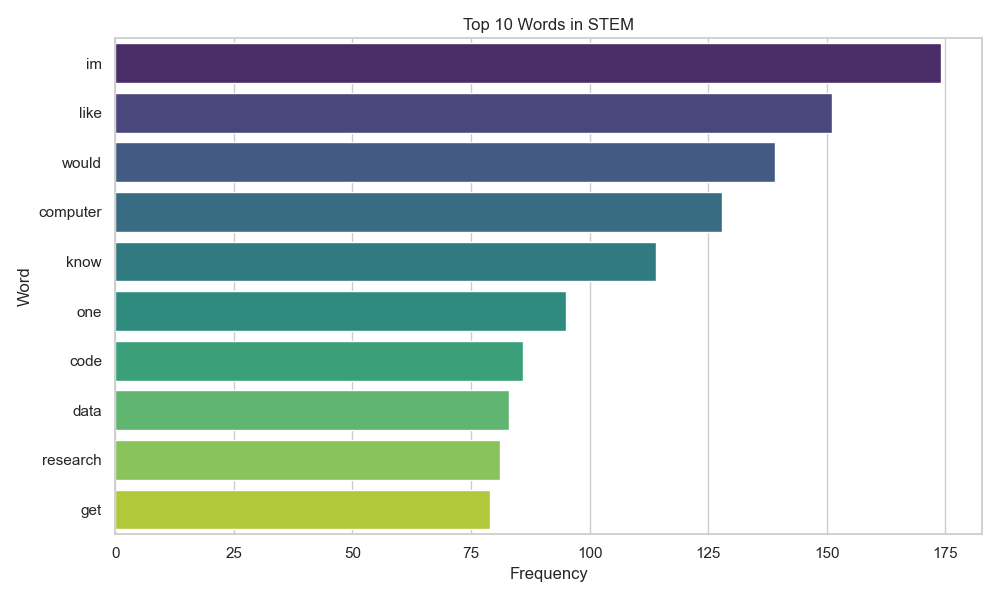 Top 10 Words in STEM
Word
im
like
would
computer
know
one
code
data
research
get
0 25 50 75 100 125 150 175
Frequency